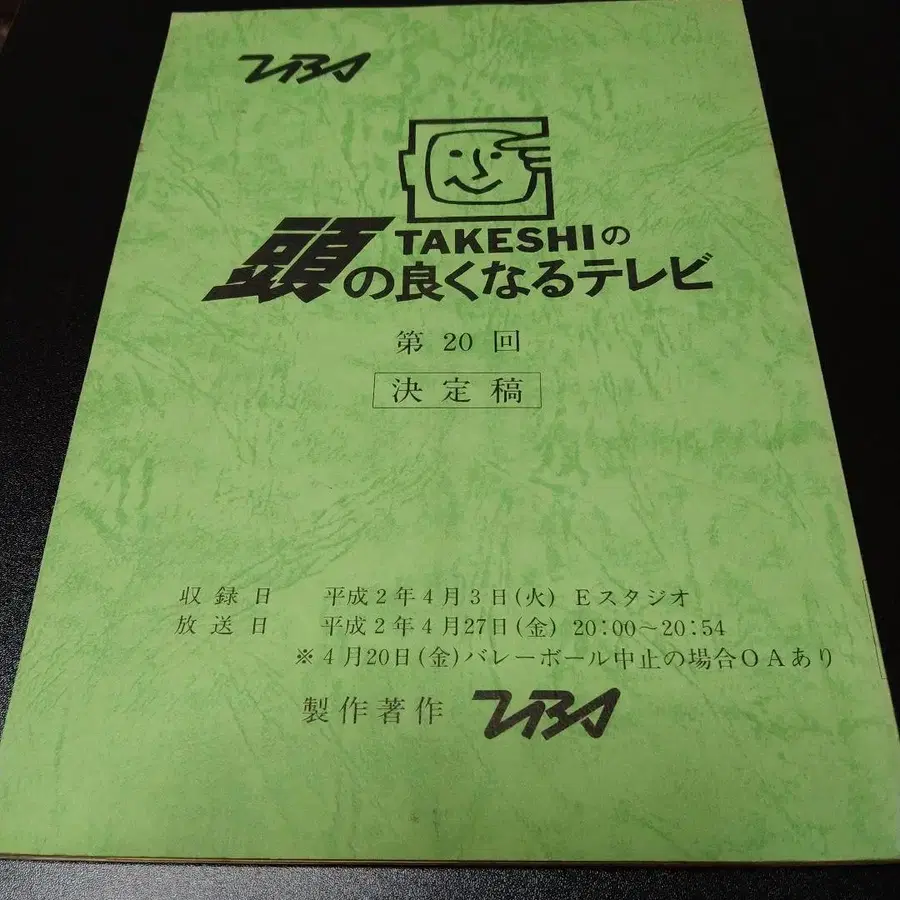 TBS
TAKESHIの
頭の良くなるテレビ
第20回
決定稿
収録日 平成2年4月3日(火) Eスタジオ
放送日 平成2年4月27日(金) 20:00～20:54
※4月20日(金)バレーボール中止の場合OAあり
製作著作 TBS